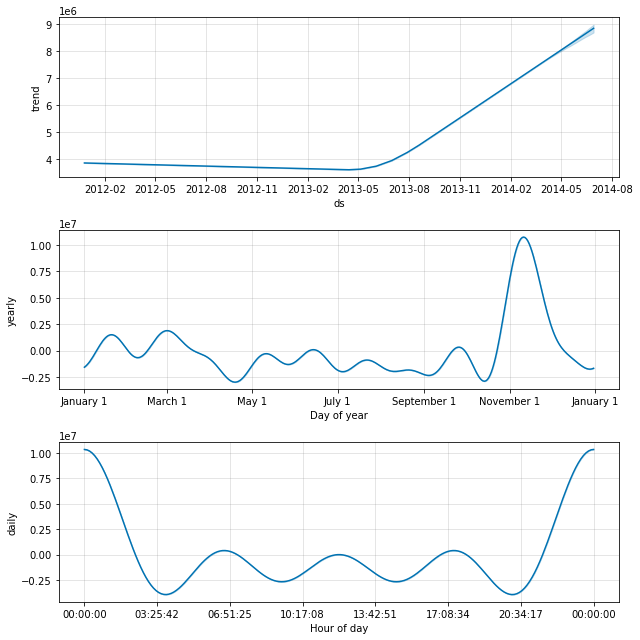 1e6
9
8
7
6
5
4
trend
2012-02 2012-05 2012-08 2012-11 2013-02 2013-05 2013-08 2013-11 2014-02 2014-05 2014-08
ds
1e7
1.00
0.75
0.50
0.25
0.00
−0.25
yearly
January 1 March 1 May 1 July 1 September 1 November 1 January 1
Day of year
1e7
1.00
0.75
0.50
0.25
0.00
−0.25
daily
00:00:00 03:25:42 06:51:25 10:17:08 13:42:51 17:08:34 20:34:17 00:00:00
Hour of day